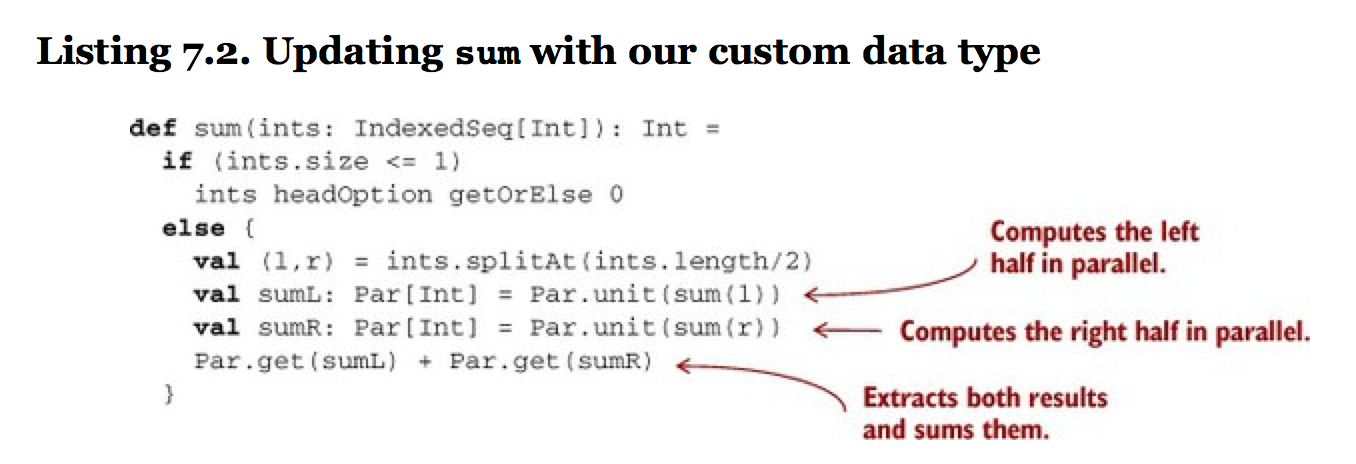 Listing 7.2. Updating sum with our custom data type
def sum(ints: IndexedSeq[Int]): Int =
if (ints.size <= 1)
ints headOption getOrElse 0
else {
val (l,r) = ints.splitAt(ints.length/2)
val sumL: Par[Int] = Par.unit(sum(l))
val sumR: Par[Int] = Par.unit(sum(r))
Par.get(sumL) + Par.get(sumR)
}
Computes the left
half in parallel.
Computes the right half in parallel.
Extracts both results
and sums them.